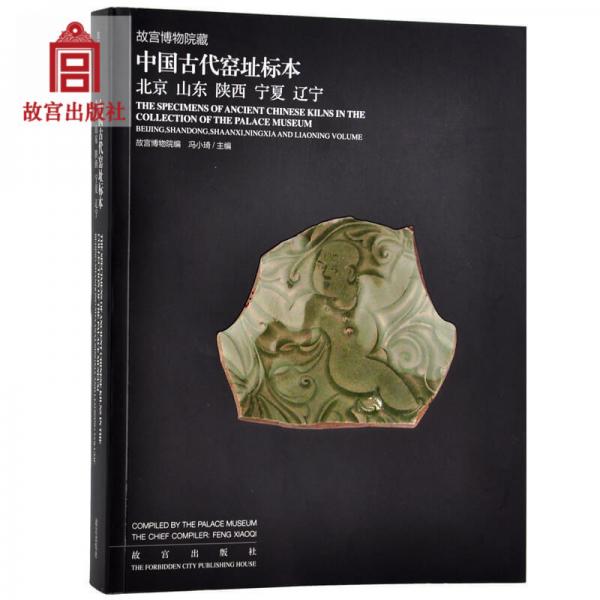 故宫出版社
故宫博物院藏
中国古代窑址标本
北京 山东 陕西 宁夏 辽宁
THE SPECIMENS OF ANCIENT CHINESE KILNS IN THE
COLLECTION OF THE PALACE MUSEUM
BEIJING,SHANDONG,SHAANXI,NINGXIA AND LIAONING VOLUME
故宫博物院编 冯小琦/主编
COMPILED BY THE PALACE MUSEUM
THE CHIEF COMPILER: FENG XIAOQI
故宫出版社
THE FORBIDDEN CITY PUBLISHING HOUSE